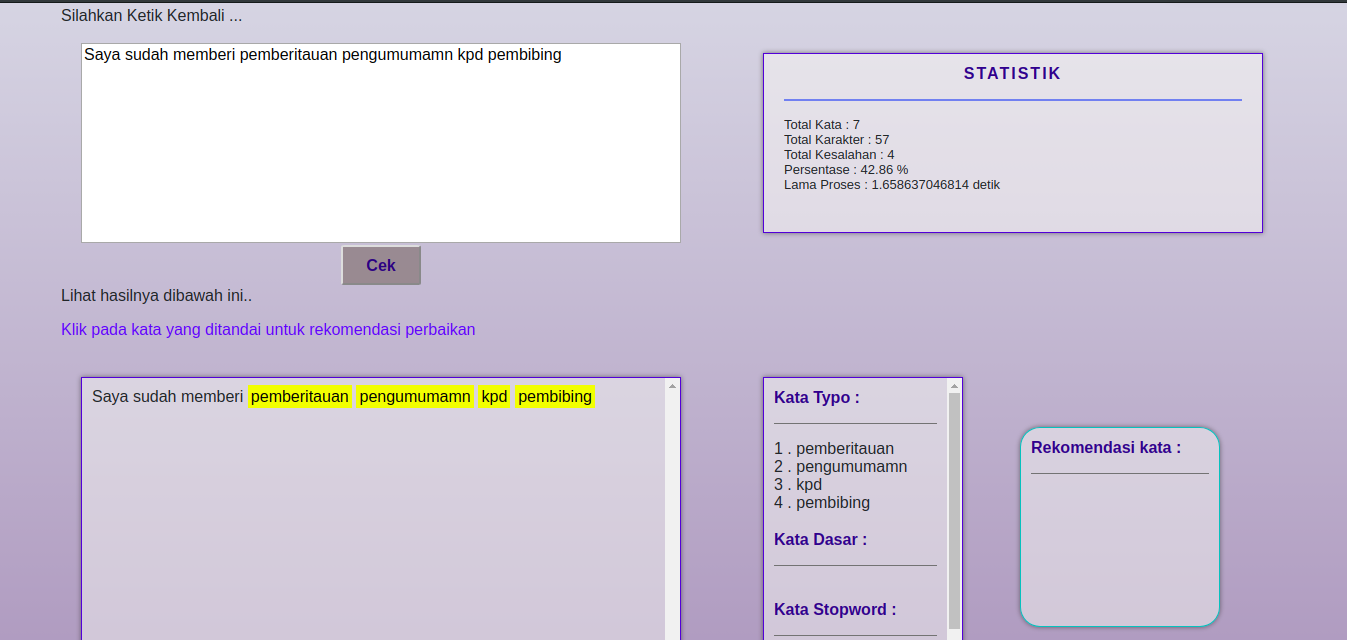 Silahkan Ketik Kembali ...
Saya sudah memberi pemberitauan pengumumamn kpd pembibing
Cek
Lihat hasilnya dibawah ini..
Klik pada kata yang ditandai untuk rekomendasi perbaikan
Saya sudah memberi pemberitauan pengumumamn kpd pembibing
STATISTIK
Total Kata : 7
Total Karakter : 57
Total Kesalahan : 4
Persentase : 42.86 %
Lama Proses : 1.658637046814 detik
Kata Typo :
1 . pemberitauan
2 . pengumumamn
3 . kpd
4 . pembibing
Kata Dasar :
Kata Stopword :
Rekomendasi kata :